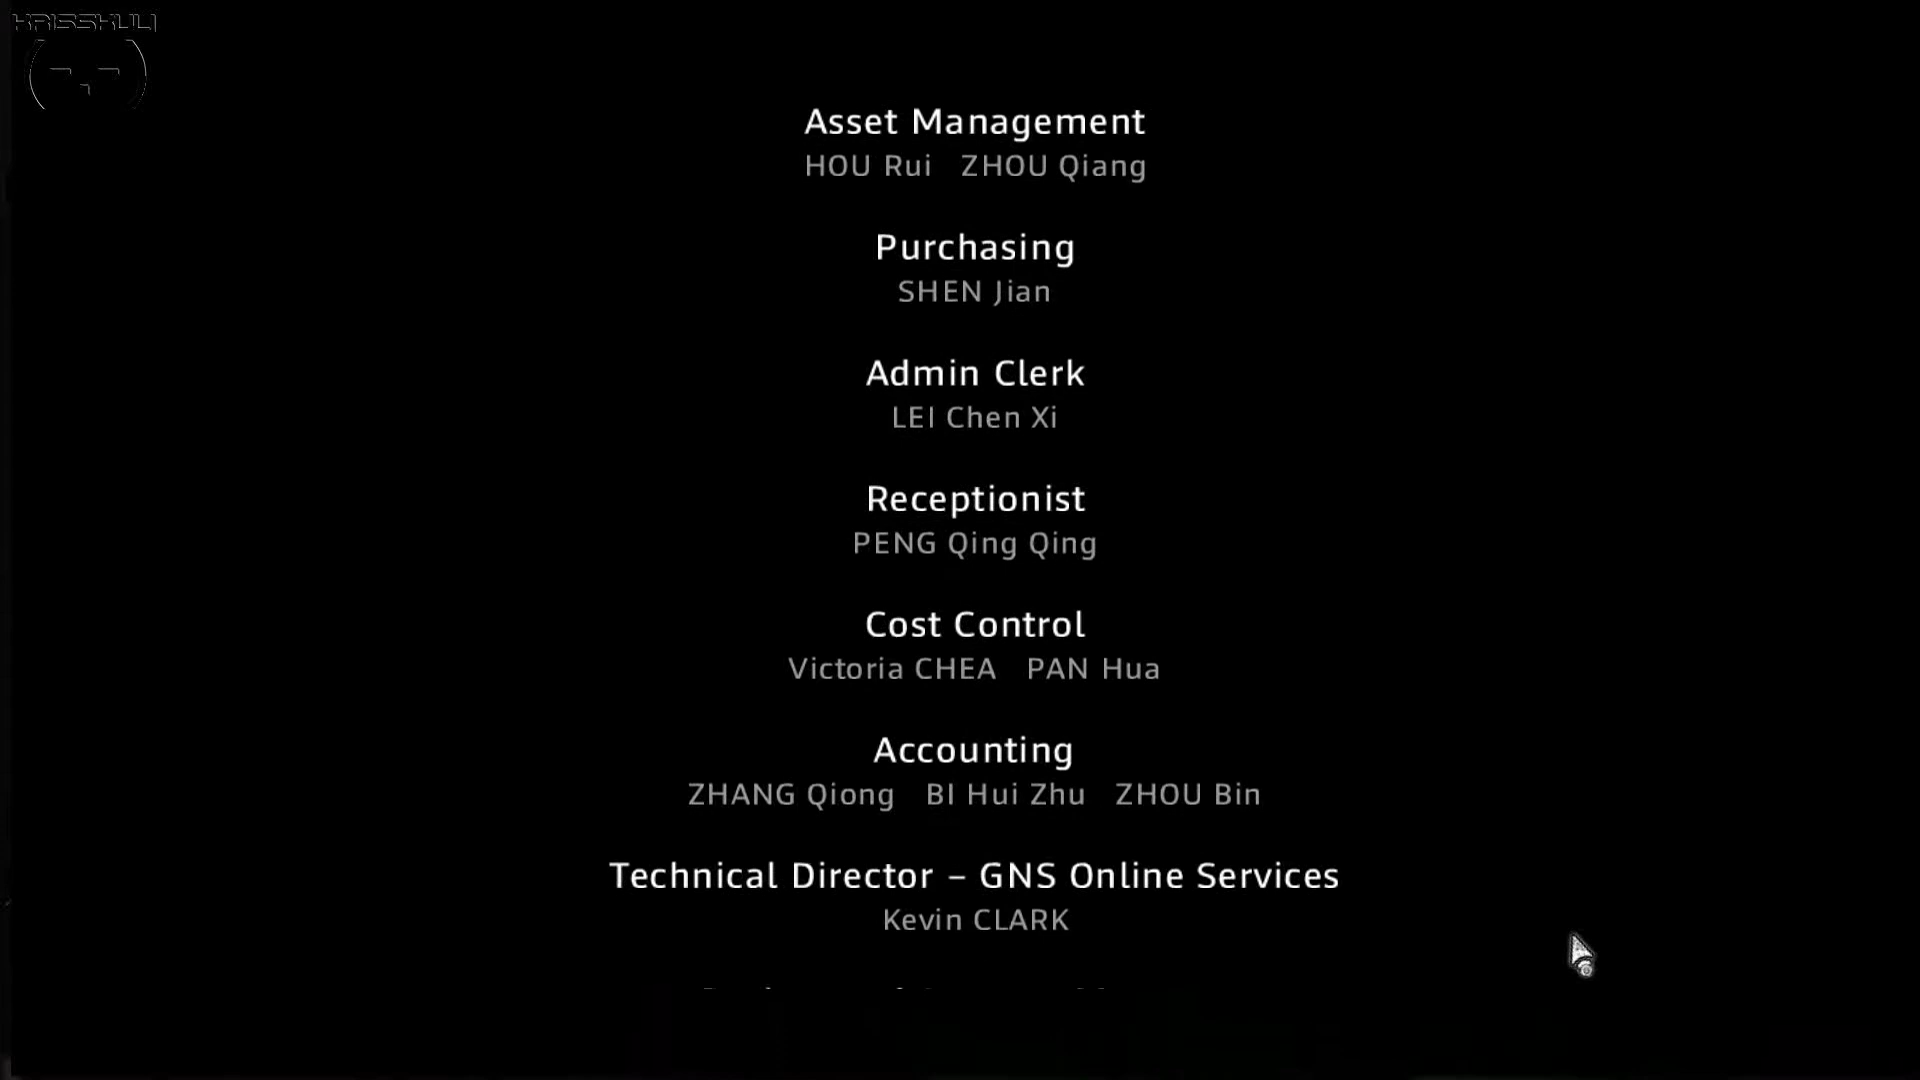 KRISSKULI
Asset Management
HOU Rui ZHOU Qiang
Purchasing
SHEN Jian
Admin Clerk
LEI Chen Xi
Receptionist
PENG Qing Qing
Cost Control
Victoria CHEA PAN Hua
Accounting
ZHANG Qiong BI Hui Zhu ZHOU Bin
Technical Director – GNS Online Services
Kevin CLARK